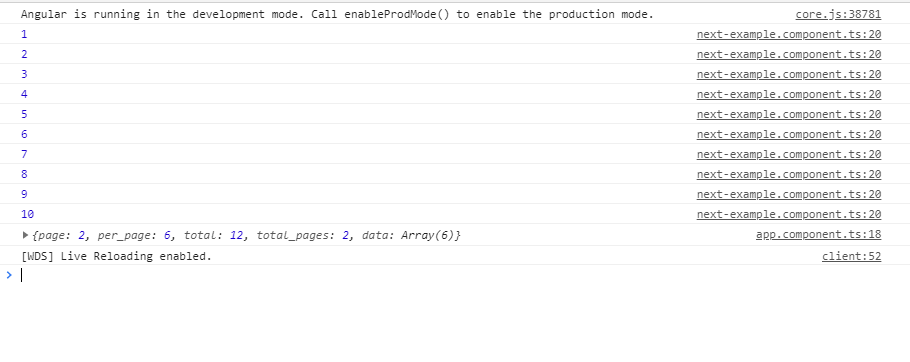 Angular is running in the development mode. Call enableProdMode() to enable the production mode. core.js:38781
1 next-example.component.ts:20
2 next-example.component.ts:20
3 next-example.component.ts:20
4 next-example.component.ts:20
5 next-example.component.ts:20
6 next-example.component.ts:20
7 next-example.component.ts:20
8 next-example.component.ts:20
9 next-example.component.ts:20
10 next-example.component.ts:20
{page: 2, per_page: 6, total: 12, total_pages: 2, data: Array(6)} app.component.ts:18
[WDS] Live Reloading enabled. client:52